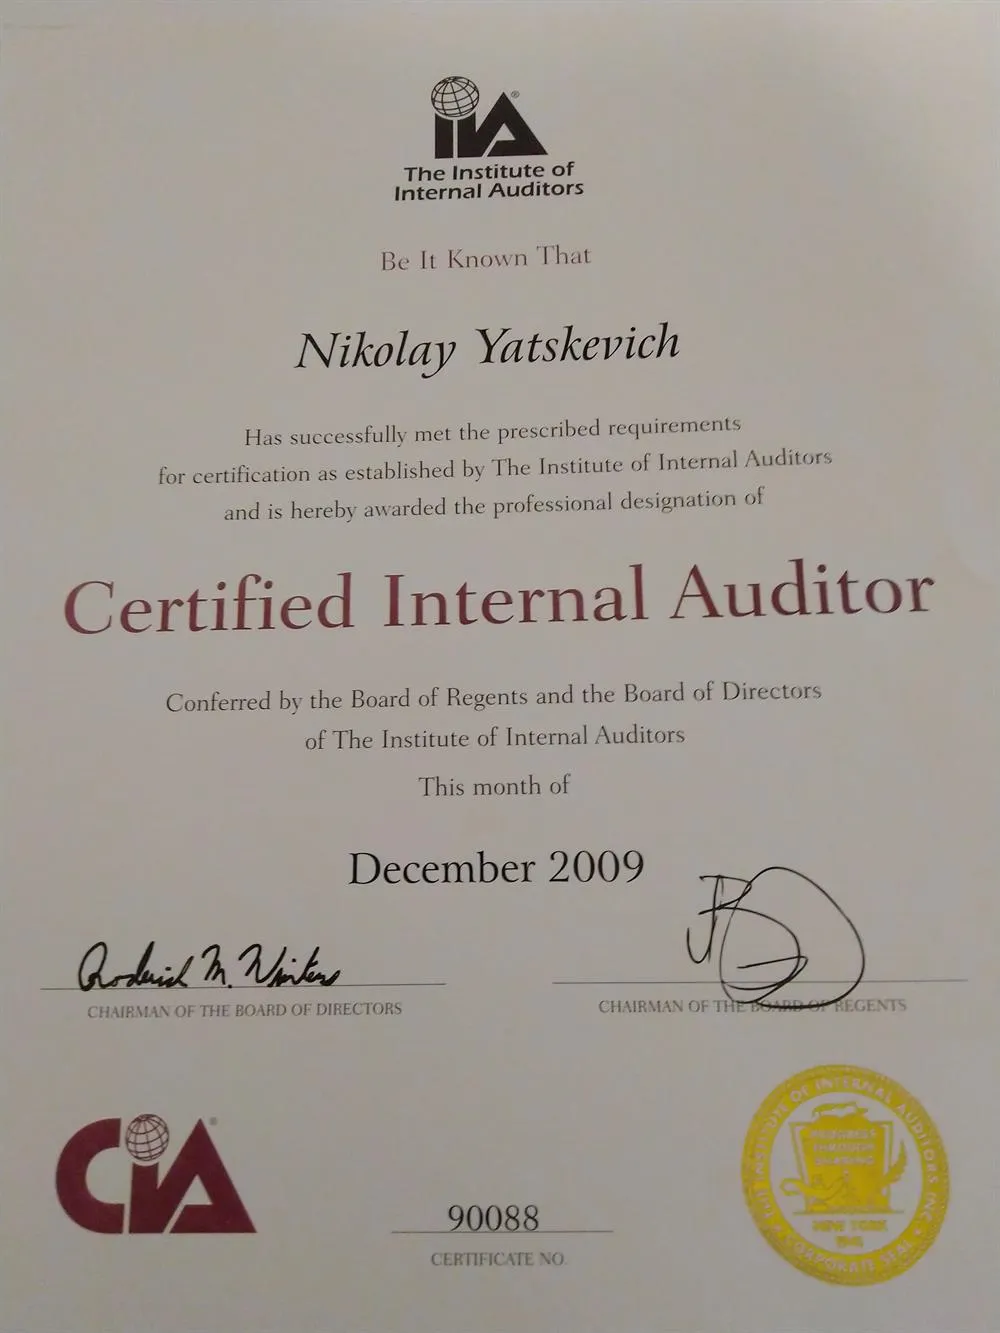 IIA®
The Institute of
Internal Auditors
Be It Known That
Nikolay Yatskevich
Has successfully met the prescribed requirements
for certification as established by The Institute of Internal Auditors
and is hereby awarded the professional designation of
Certified Internal Auditor
Conferred by the Board of Regents and the Board of Directors
of The Institute of Internal Auditors
This month of
December 2009
Roderick M. Winters
CHAIRMAN OF THE BOARD OF DIRECTORS
CHAIRMAN OF THE BOARD OF REGENTS
CIA®
90088
CERTIFICATE NO.
THE INSTITUTE OF INTERNAL AUDITORS INC.
PROGRESS
THROUGH
SHARING
NEW YORK
1941
CORPORATE SEAL